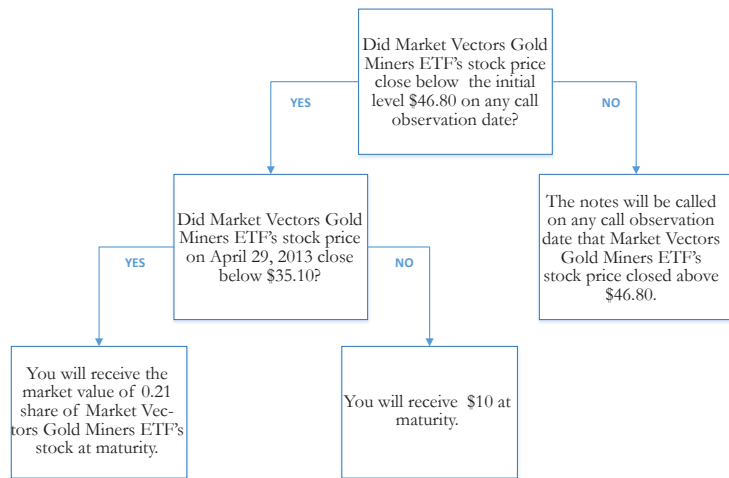 Did Market Vectors Gold
Miners ETF's stock price
close below the initial
level $46.80 on any call
observation date?
YES
NO
Did Market Vectors Gold
Miners ETF's stock price
on April 29, 2013 close
below $35.10?
The notes will be called
on any call observation
date that Market Vectors
Gold Miners ETF's
stock price closed above
$46.80.
YES
NO
You will receive the
market value of 0.21
share of Market Vec-
tors Gold Miners ETF's
stock at maturity.
You will receive $10 at
maturity.